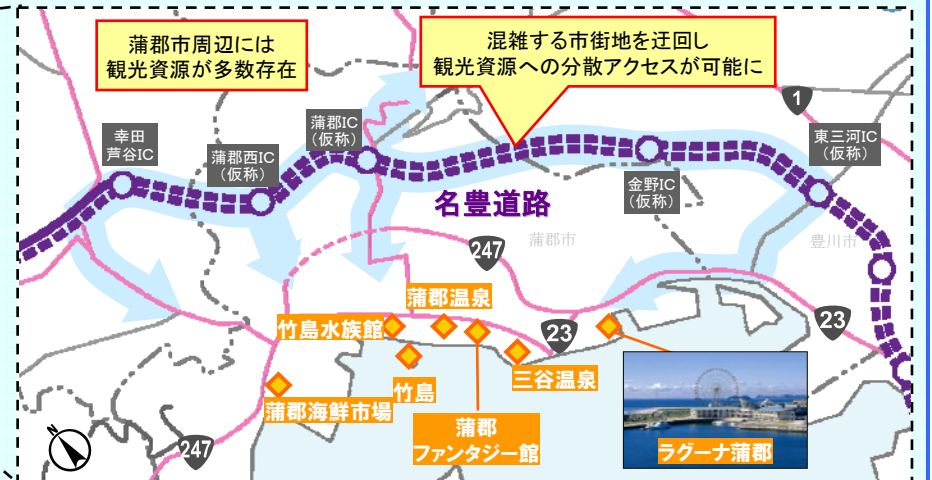 蒲郡市周辺には
観光資源が多数存在
混雑する市街地を迂回し
観光資源への分散アクセスが可能に
1
幸田
芦谷IC
蒲郡西IC
(仮称)
蒲郡IC
(仮称)
金野IC
(仮称)
東三河IC
(仮称)
名豊道路
蒲郡市
豊川市
247
蒲郡温泉
竹島水族館
23
23
竹島
三谷温泉
蒲郡海鮮市場
蒲郡
ファンタジー館
ラグーナ蒲郡
247
N